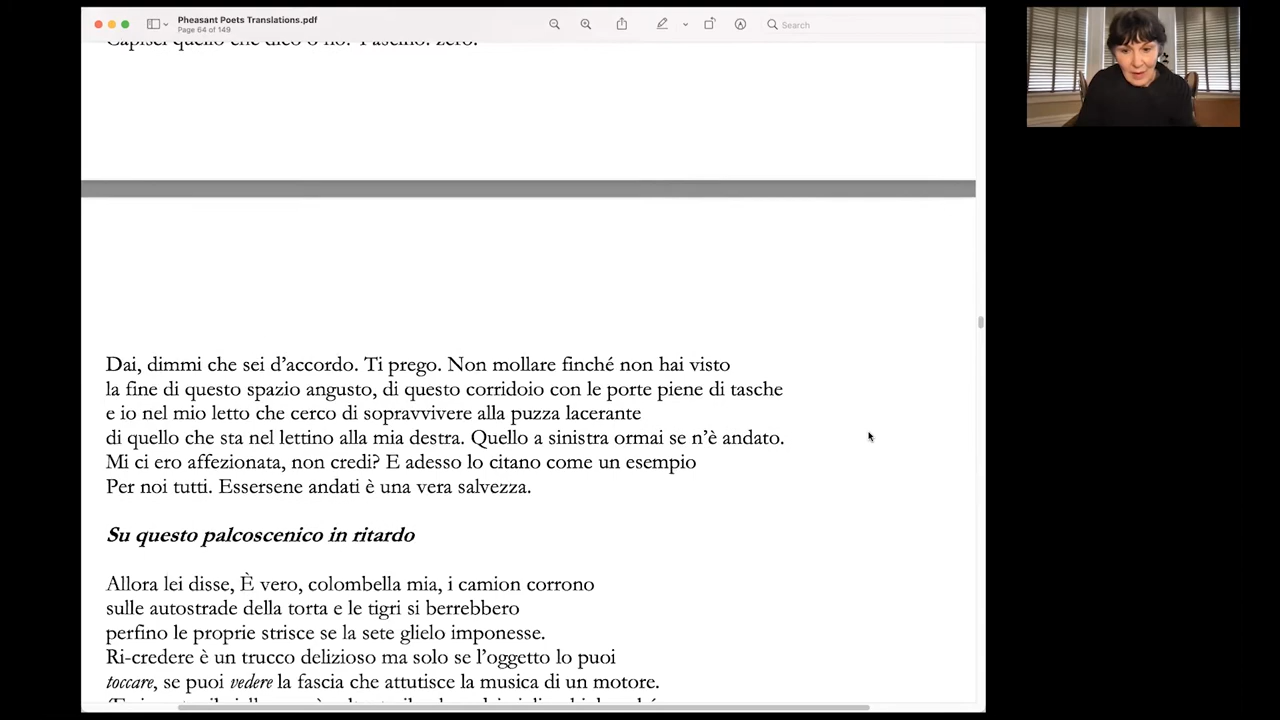 Pheasant Poets Translations.pdf
Page 64 of 149
Search
Capisci quello che dico o no? Fascino: zero.
Dai, dimmi che sei d’accordo. Ti prego. Non mollare finché non hai visto
la fine di questo spazio angusto, di questo corridoio con le porte piene di tasche
e io nel mio letto che cerco di sopravvivere alla puzza lacerante
di quello che sta nel lettino alla mia destra. Quello a sinistra ormai se n’è andato.
Mi ci ero affezionata, non credi? E adesso lo citano come un esempio
Per noi tutti. Essersene andati è una vera salvezza.
Su questo palcoscenico in ritardo
Allora lei disse, È vero, colombella mia, i camion corrono
sulle autostrade della torta e le tigri si berrebbero
perfino le proprie strisce se la sete glielo imponesse.
Ri-credere è un trucco delizioso ma solo se l’oggetto lo puoi
toccare, se puoi vedere la fascia che attutisce la musica di un motore.